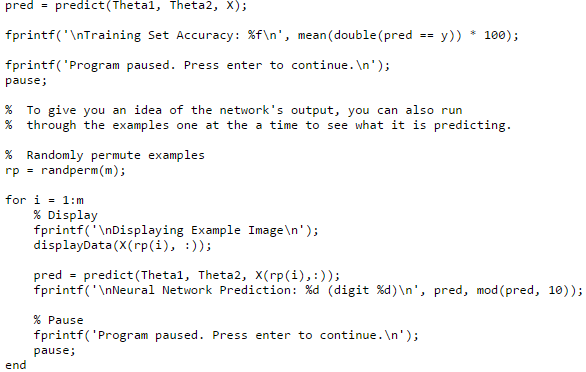 pred = predict(Theta1, Theta2, X);
fprintf('\nTraining Set Accuracy: %f\n', mean(double(pred == y)) * 100);
fprintf('Program paused. Press enter to continue.\n');
pause;
%  To give you an idea of the network's output, you can also run
%  through the examples one at the a time to see what it is predicting.
%  Randomly permute examples
rp = randperm(m);
for i = 1:m
    % Display
    fprintf('\nDisplaying Example Image\n');
    displayData(X(rp(i), :));
    pred = predict(Theta1, Theta2, X(rp(i),:));
    fprintf('\nNeural Network Prediction: %d (digit %d)\n', pred, mod(pred, 10));
    % Pause
    fprintf('Program paused. Press enter to continue.\n');
    pause;
end